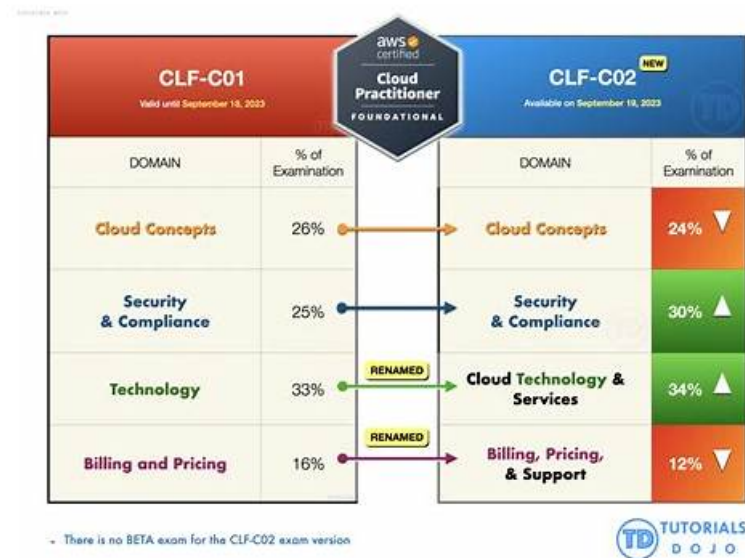 aws
certified
Cloud
Practitioner
FOUNDATIONAL
CLF-C01
Valid until September 18, 2023
CLF-C02
NEW
Available on September 19, 2023
TD
DOMAIN
% of
Examination
DOMAIN
% of
Examination
Cloud Concepts
26%
Cloud Concepts
24%
Security
& Compliance
25%
Security
& Compliance
30%
Technology
33%
RENAMED
Cloud Technology &
Services
34%
Billing and Pricing
16%
RENAMED
Billing, Pricing,
& Support
12%
There is no BETA exam for the CLF-C02 exam version
TD
TUTORIALS
DOJO